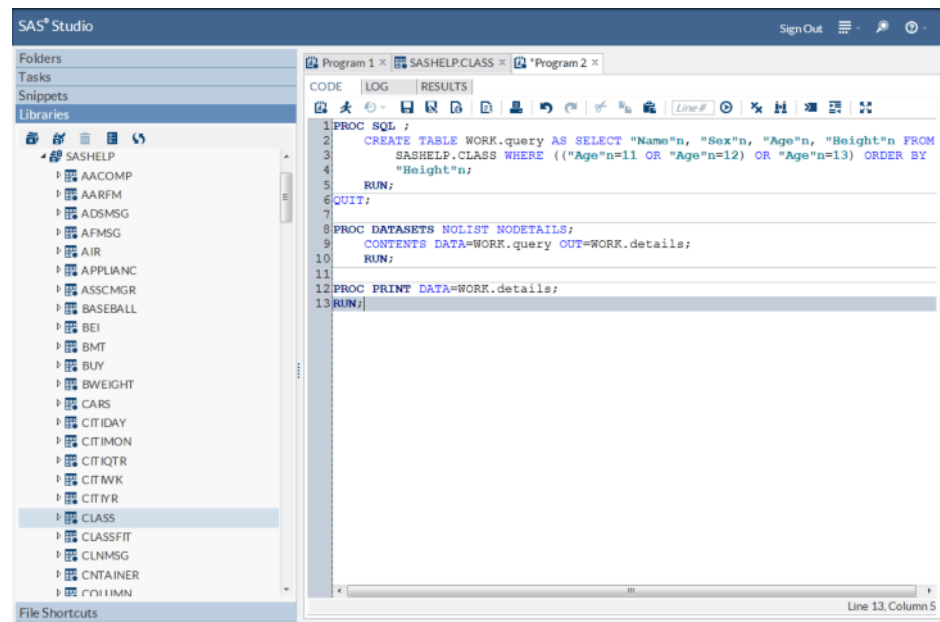 SAS® Studio
Sign Out
Folders
Tasks
Snippets
Libraries
SASHELP
AACOMP
AARFM
ADSMSG
AFMSG
AIR
APPLIANC
ASSCMGR
BASEBALL
BEI
BMT
BUY
BWEIGHT
CARS
CITIDAY
CITIMON
CITIQTR
CITIWK
CITIYR
CLASS
CLASSFIT
CLNMSG
CNTAINER
COLUMN
File Shortcuts
Program 1 × SASHELP.CLASS × *Program 2 ×
CODE LOG RESULTS
Line #
1 PROC SQL ;
2 CREATE TABLE WORK.query AS SELECT "Name"n, "Sex"n, "Age"n, "Height"n FROM
3 SASHELP.CLASS WHERE (("Age"n=11 OR "Age"n=12) OR "Age"n=13) ORDER BY
4 "Height"n;
5 RUN;
6 QUIT;
7
8 PROC DATASETS NOLIST NODETAILS;
9 CONTENTS DATA=WORK.query OUT=WORK.details;
10 RUN;
11
12 PROC PRINT DATA=WORK.details;
13 RUN;
Line 13, Column 5